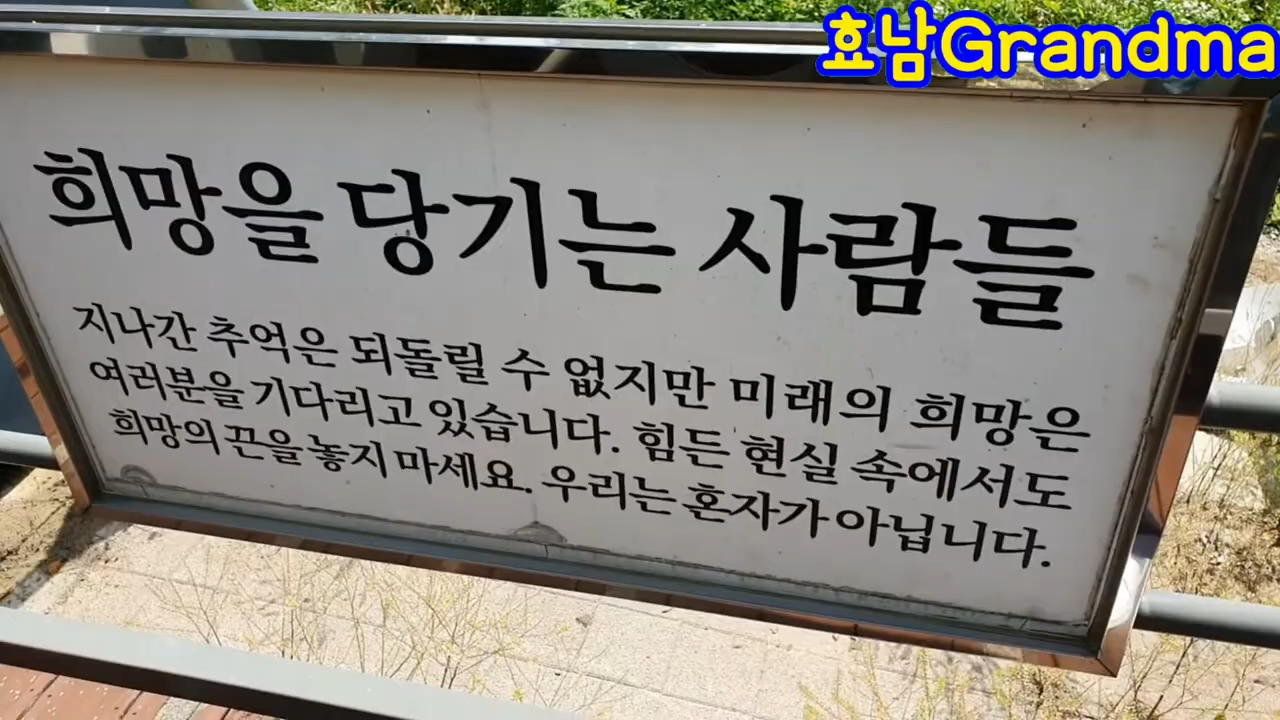 효남Grandma
희망을 당기는 사람들
지나간 추억은 되돌릴 수 없지만 미래의 희망은
여러분을 기다리고 있습니다. 힘든 현실 속에서도
희망의 끈을 놓지 마세요. 우리는 혼자가 아닙니다.